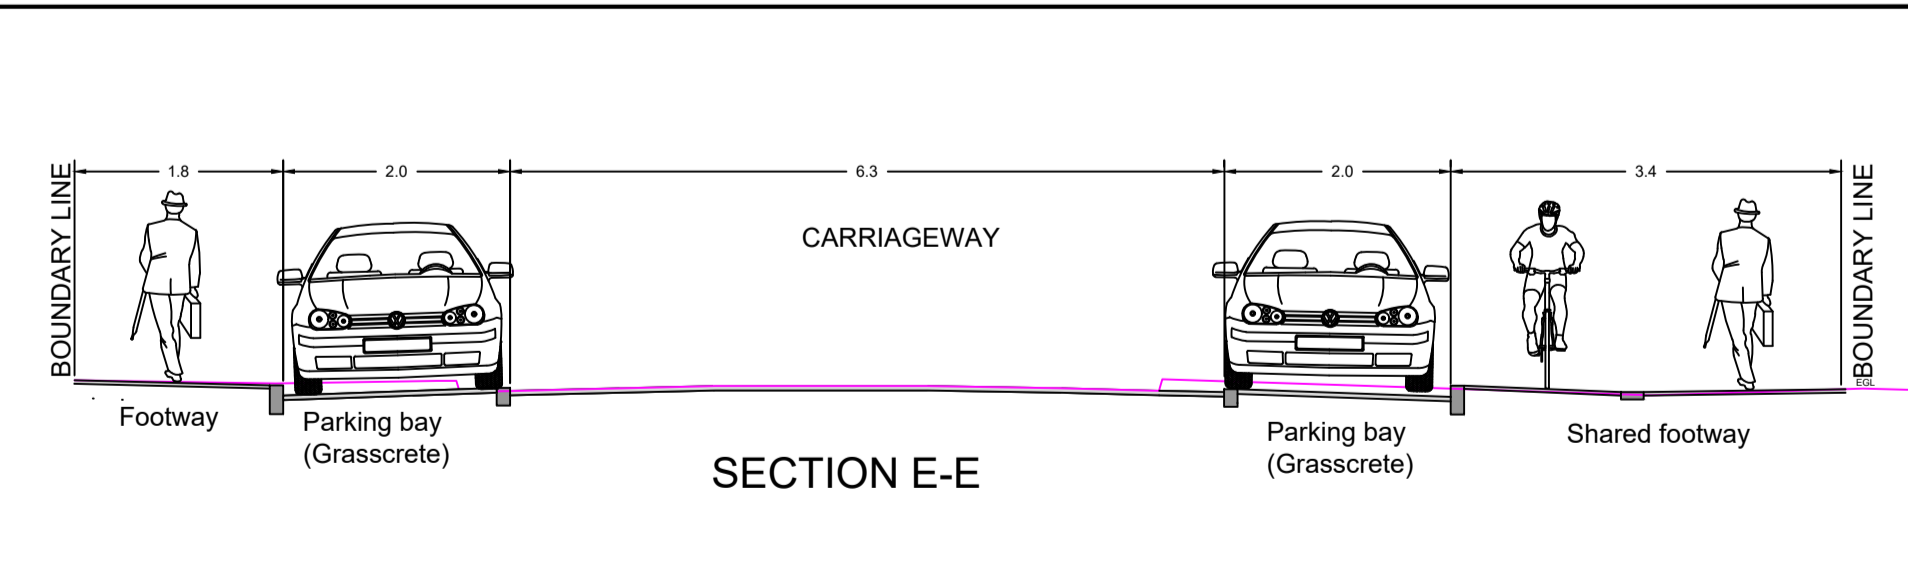 BOUNDARY LINE
1.8
2.0
6.3
2.0
3.4
BOUNDARY LINE
CARRIAGEWAY
EGL
Footway
Parking bay
(Grasscrete)
Parking bay
(Grasscrete)
Shared footway
SECTION E-E